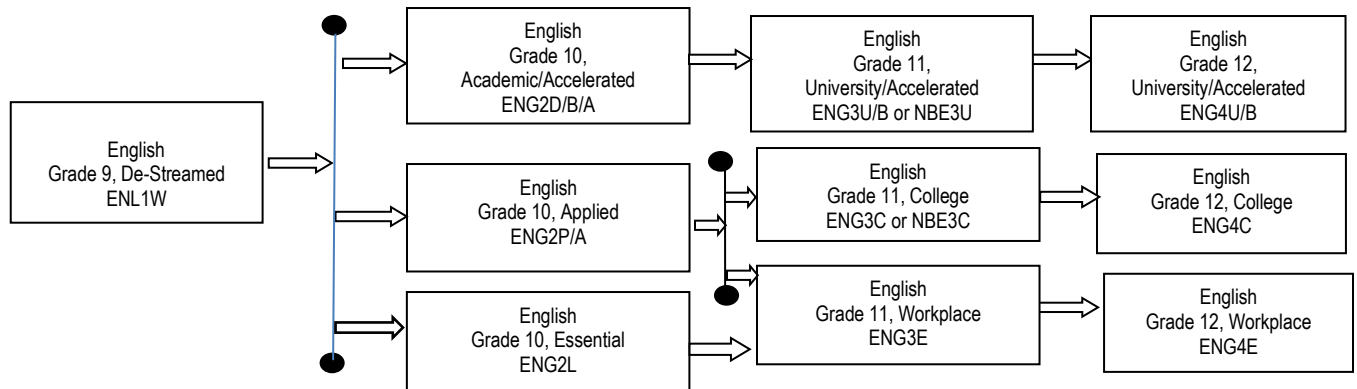 English
Grade 9, De-Streamed
ENL1W
English
Grade 10,
Academic/Accelerated
ENG2D/B/A
English
Grade 11,
University/Accelerated
ENG3U/B or NBE3U
English
Grade 12,
University/Accelerated
ENG4U/B
English
Grade 10, Applied
ENG2P/A
English
Grade 11, College
ENG3C or NBE3C
English
Grade 12, College
ENG4C
English
Grade 10, Essential
ENG2L
English
Grade 11, Workplace
ENG3E
English
Grade 12, Workplace
ENG4E